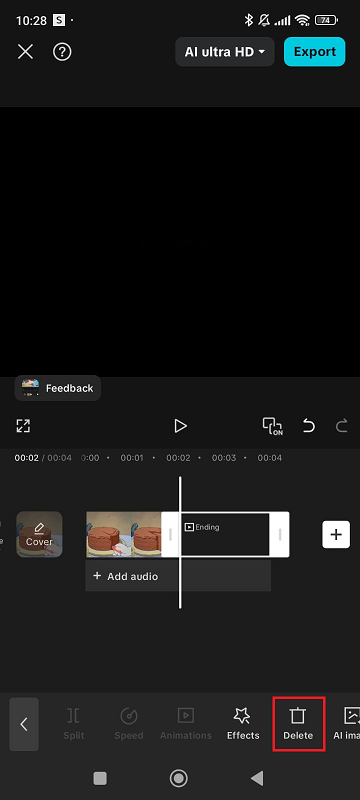 10:28 S
74
AI ultra HD
Export
Feedback
ON
00:02 / 00:04 0:00 00:01 00:02 00:03 00:04
Cover
Ending
+ Add audio
Split
Speed
Animations
Effects
Delete
AI ima